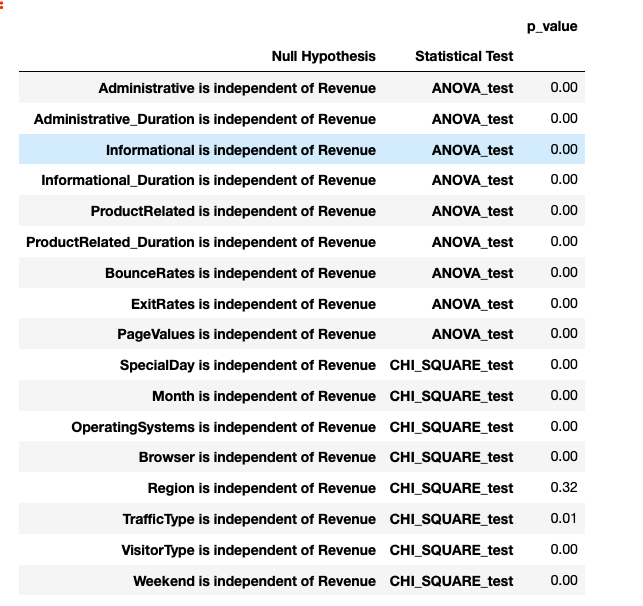 p_value
Null Hypothesis Statistical Test
Administrative is independent of Revenue ANOVA_test 0.00
Administrative_Duration is independent of Revenue ANOVA_test 0.00
Informational is independent of Revenue ANOVA_test 0.00
Informational_Duration is independent of Revenue ANOVA_test 0.00
ProductRelated is independent of Revenue ANOVA_test 0.00
ProductRelated_Duration is independent of Revenue ANOVA_test 0.00
BounceRates is independent of Revenue ANOVA_test 0.00
ExitRates is independent of Revenue ANOVA_test 0.00
PageValues is independent of Revenue ANOVA_test 0.00
SpecialDay is independent of Revenue CHI_SQUARE_test 0.00
Month is independent of Revenue CHI_SQUARE_test 0.00
OperatingSystems is independent of Revenue CHI_SQUARE_test 0.00
Browser is independent of Revenue CHI_SQUARE_test 0.00
Region is independent of Revenue CHI_SQUARE_test 0.32
TrafficType is independent of Revenue CHI_SQUARE_test 0.01
VisitorType is independent of Revenue CHI_SQUARE_test 0.00
Weekend is independent of Revenue CHI_SQUARE_test 0.00